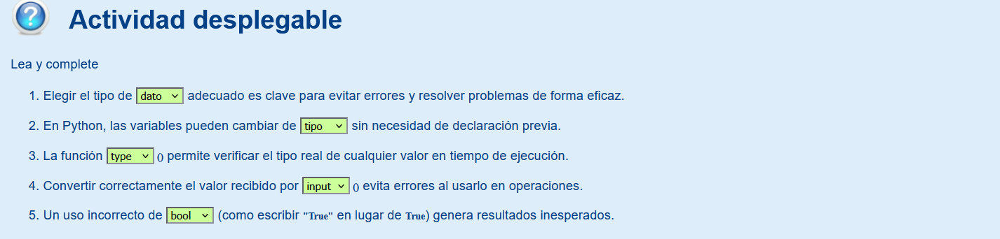 Actividad desplegable
Lea y complete
1. Elegir el tipo de dato adecuado es clave para evitar errores y resolver problemas de forma eficaz.
2. En Python, las variables pueden cambiar de tipo sin necesidad de declaración previa.
3. La función type () permite verificar el tipo real de cualquier valor en tiempo de ejecución.
4. Convertir correctamente el valor recibido por input () evita errores al usarlo en operaciones.
5. Un uso incorrecto de bool (como escribir "True" en lugar de True) genera resultados inesperados.